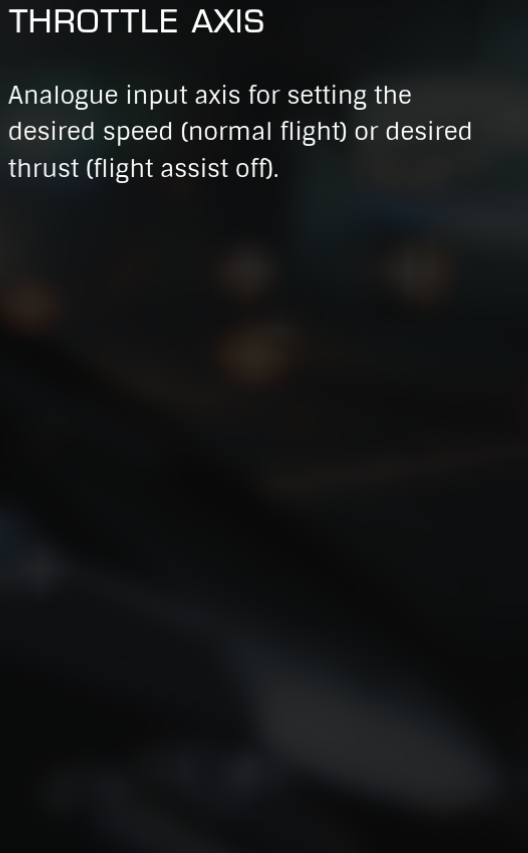 THROTTLE AXIS
Analogue input axis for setting the
desired speed (normal flight) or desired
thrust (flight assist off).